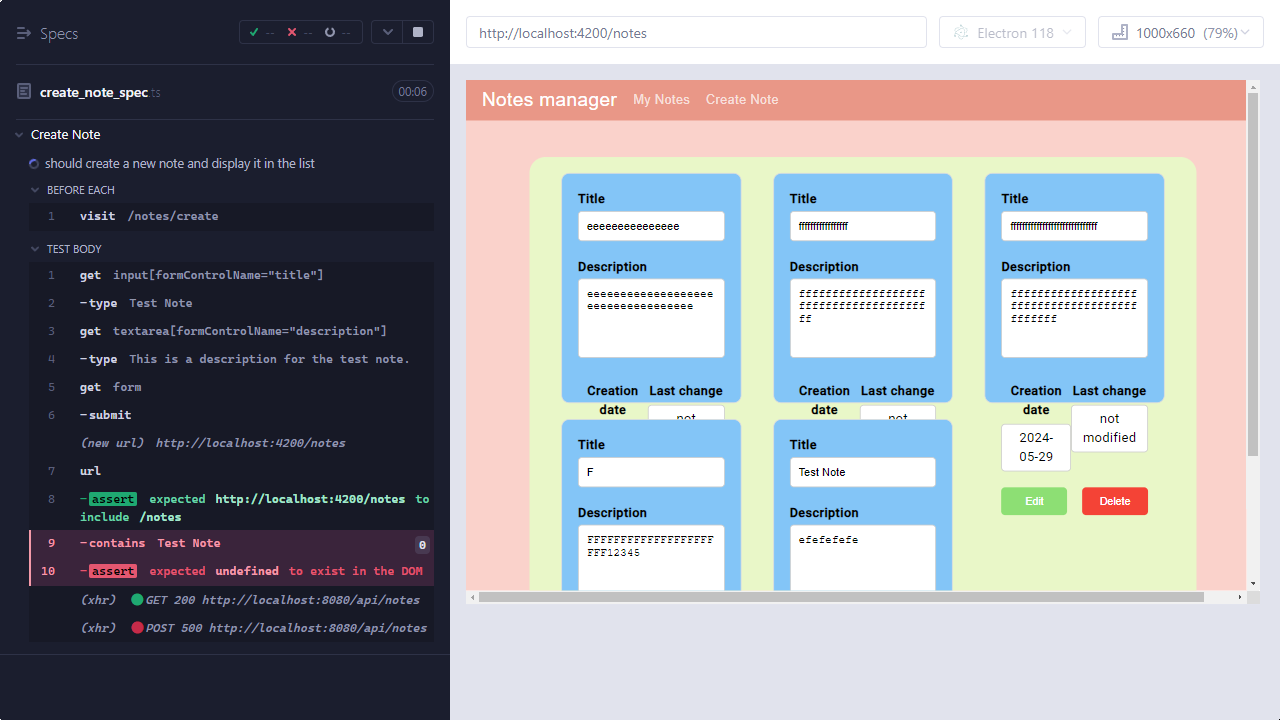 Specs
-- -- --
create_note_spec.ts 00:06
Create Note
should create a new note and display it in the list
BEFORE EACH
1 visit /notes/create
TEST BODY
1 get input[formControlName="title"]
2 -type Test Note
3 get textarea[formControlName="description"]
4 -type This is a description for the test note.
5 get form
6 -submit
(new url) http://localhost:4200/notes
7 url
8 -assert expected http://localhost:4200/notes to
include /notes
9 -contains Test Note 0
10 -assert expected undefined to exist in the DOM
(xhr) GET 200 http://localhost:8080/api/notes
(xhr) POST 500 http://localhost:8080/api/notes
http://localhost:4200/notes
Electron 118
1000x660 (79%)
Notes manager My Notes Create Note
Title
eeeeeeeeeeeeeee
Description
eeeeeeeeeeeeeeeeeee
eeeeeeeeeeeeeeee
Creation
date
Last change
not
Title
Description
Creation
date
Last change
not
Title
Description
Creation
date
2024-
05-29
Last change
not
modified
Edit Delete
Title
F
Description
FFFFFFFFFFFFFFFFFFF
FFF12345
Title
Test Note
Description
efefefefe